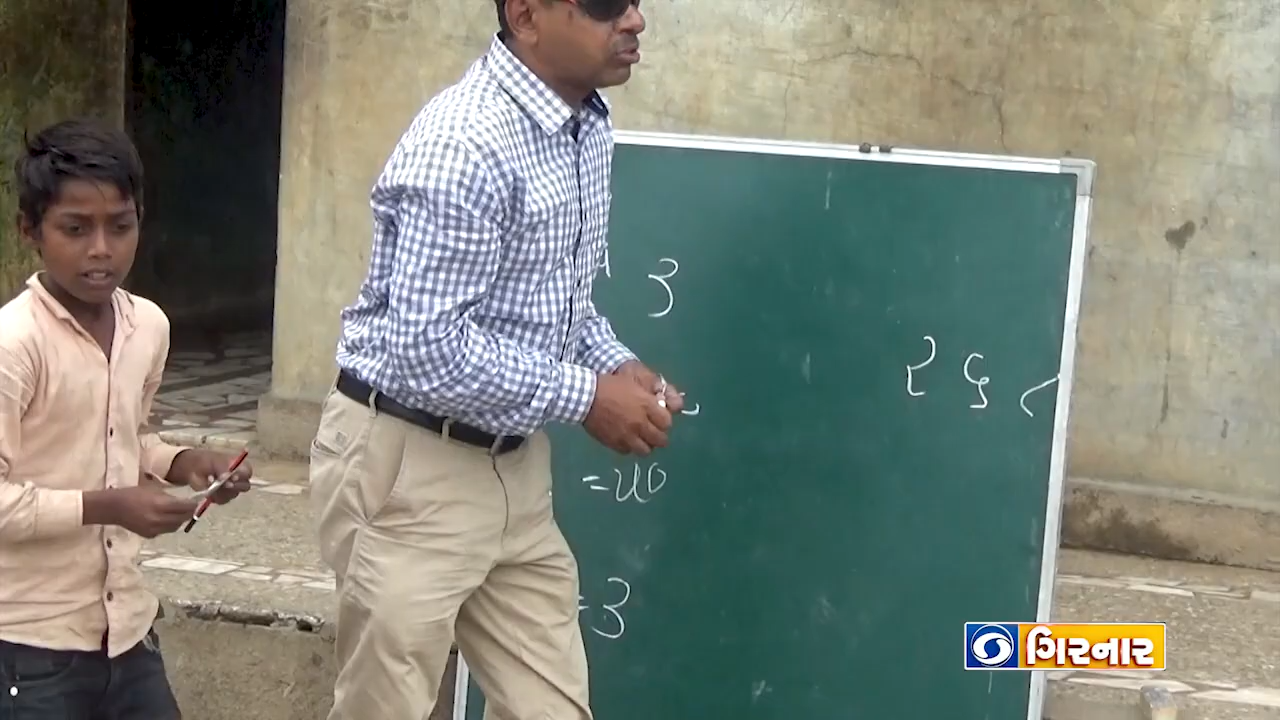 ૩
૨ ૬ ૮
=૫૦
૩
ગિરનાર